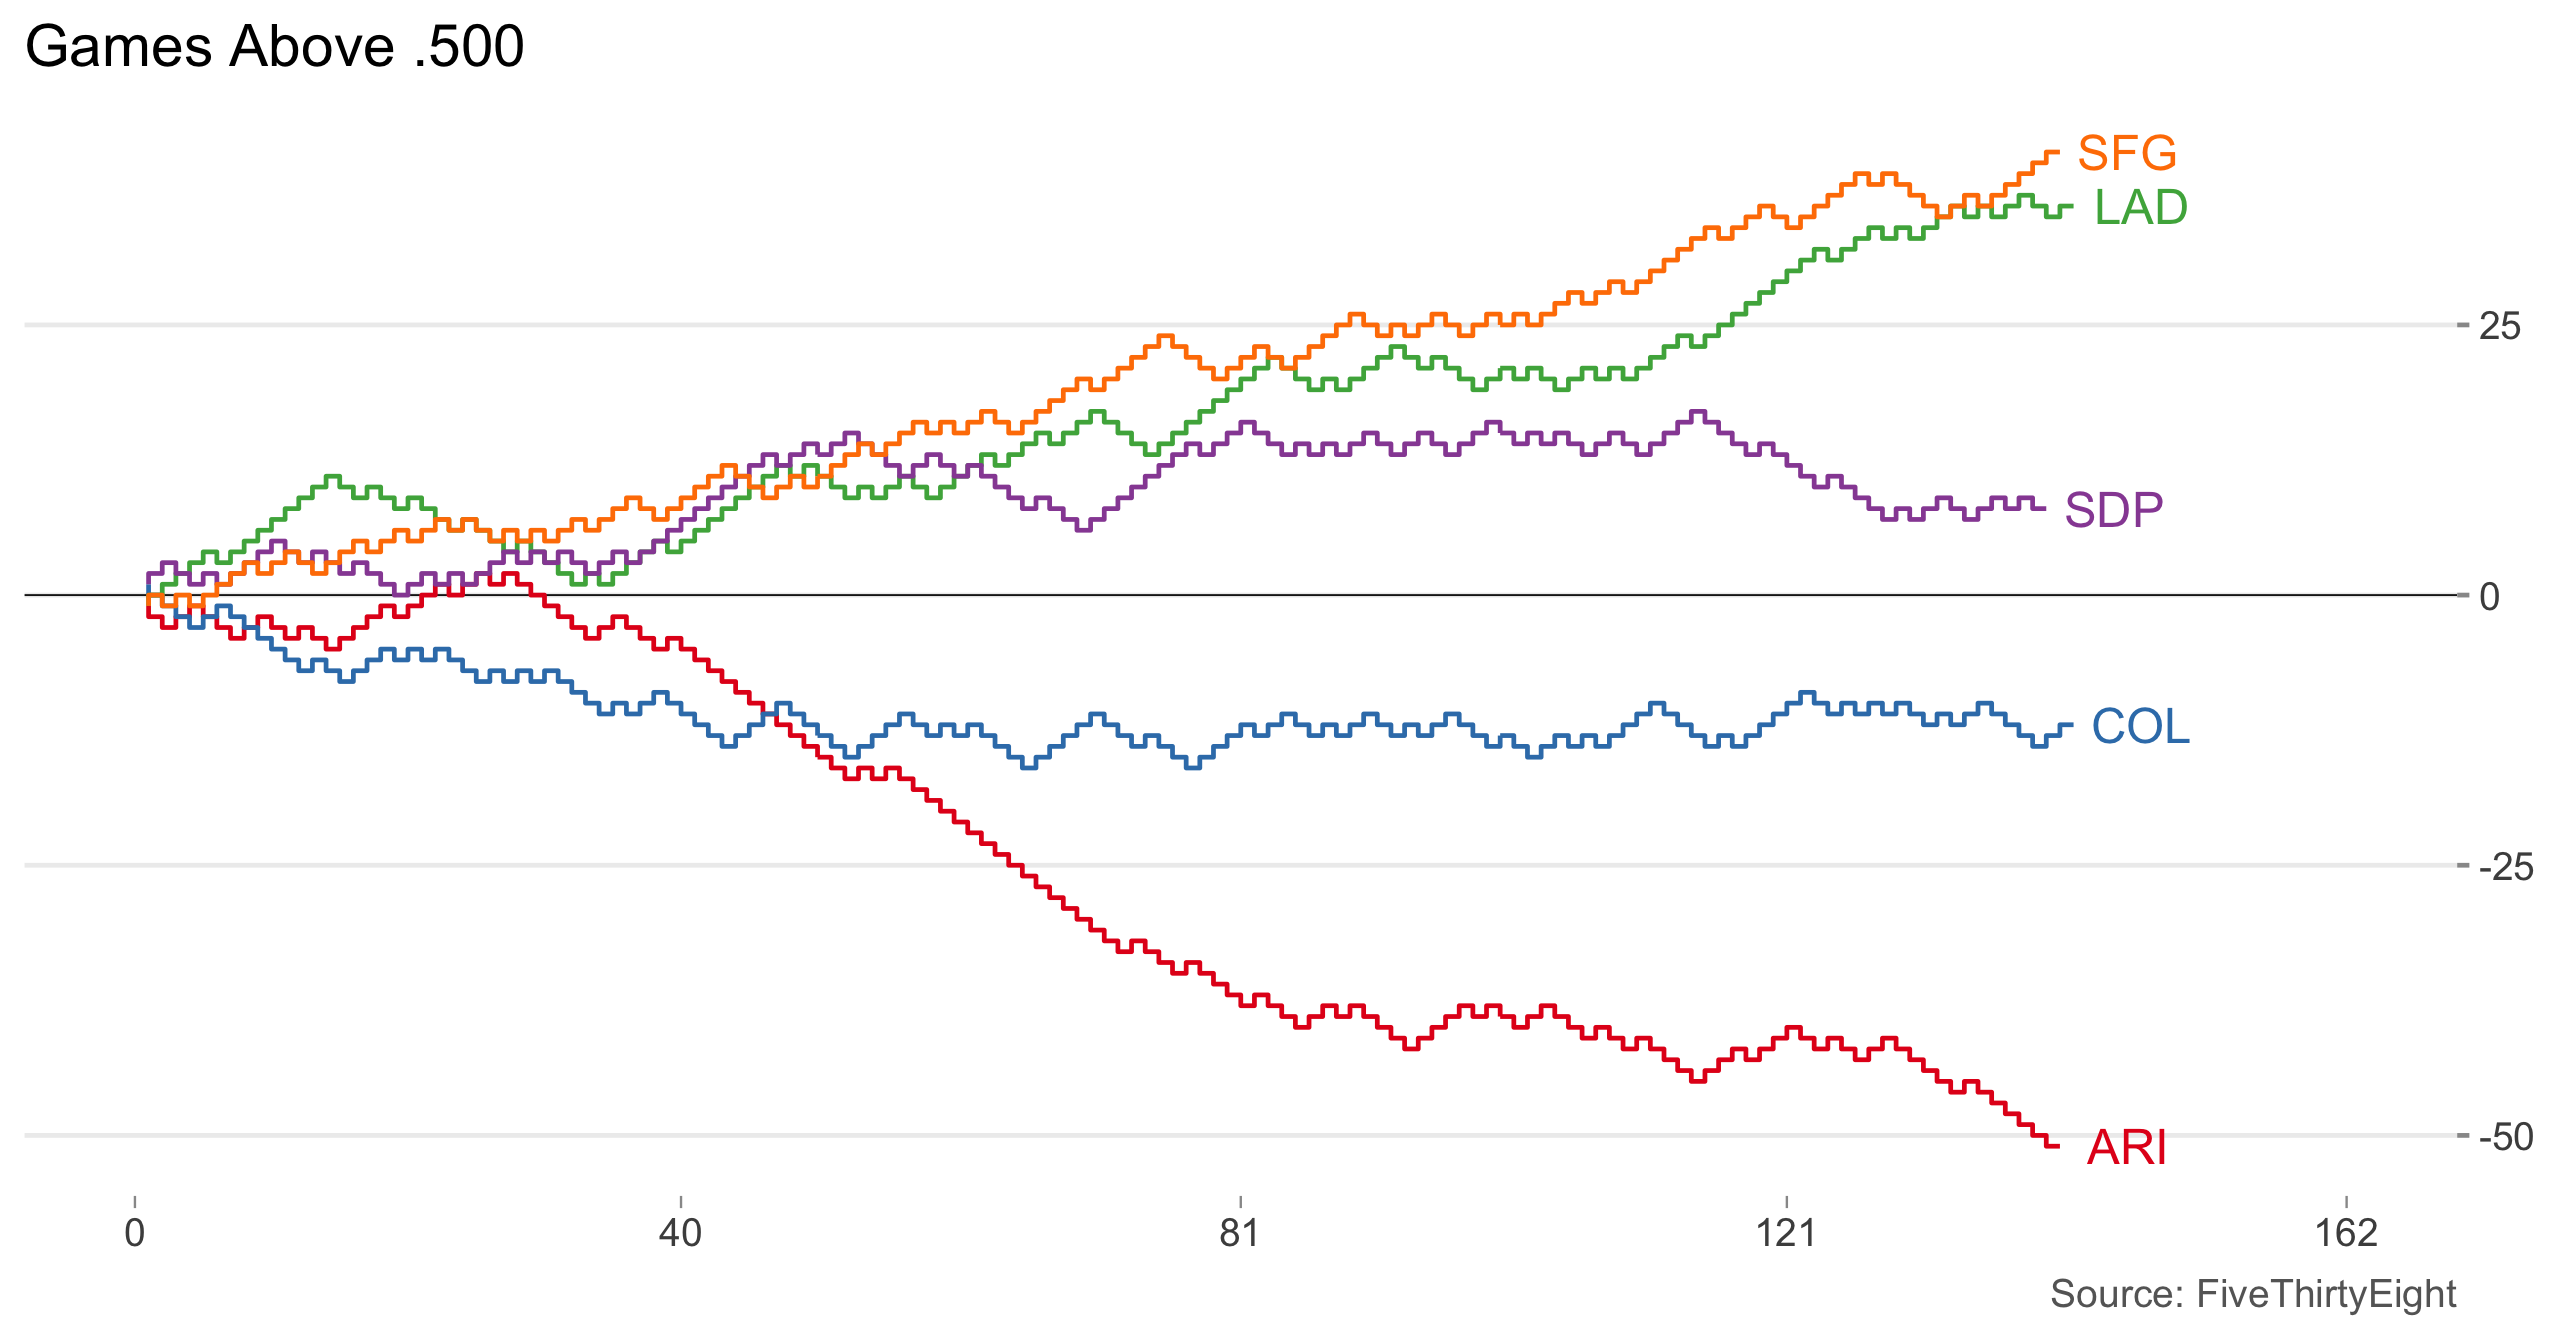 Games Above .500
SFG
LAD
25
SDP
0
COL
-25
-50
ARI
0 40 81 121 162
Source: FiveThirtyEight